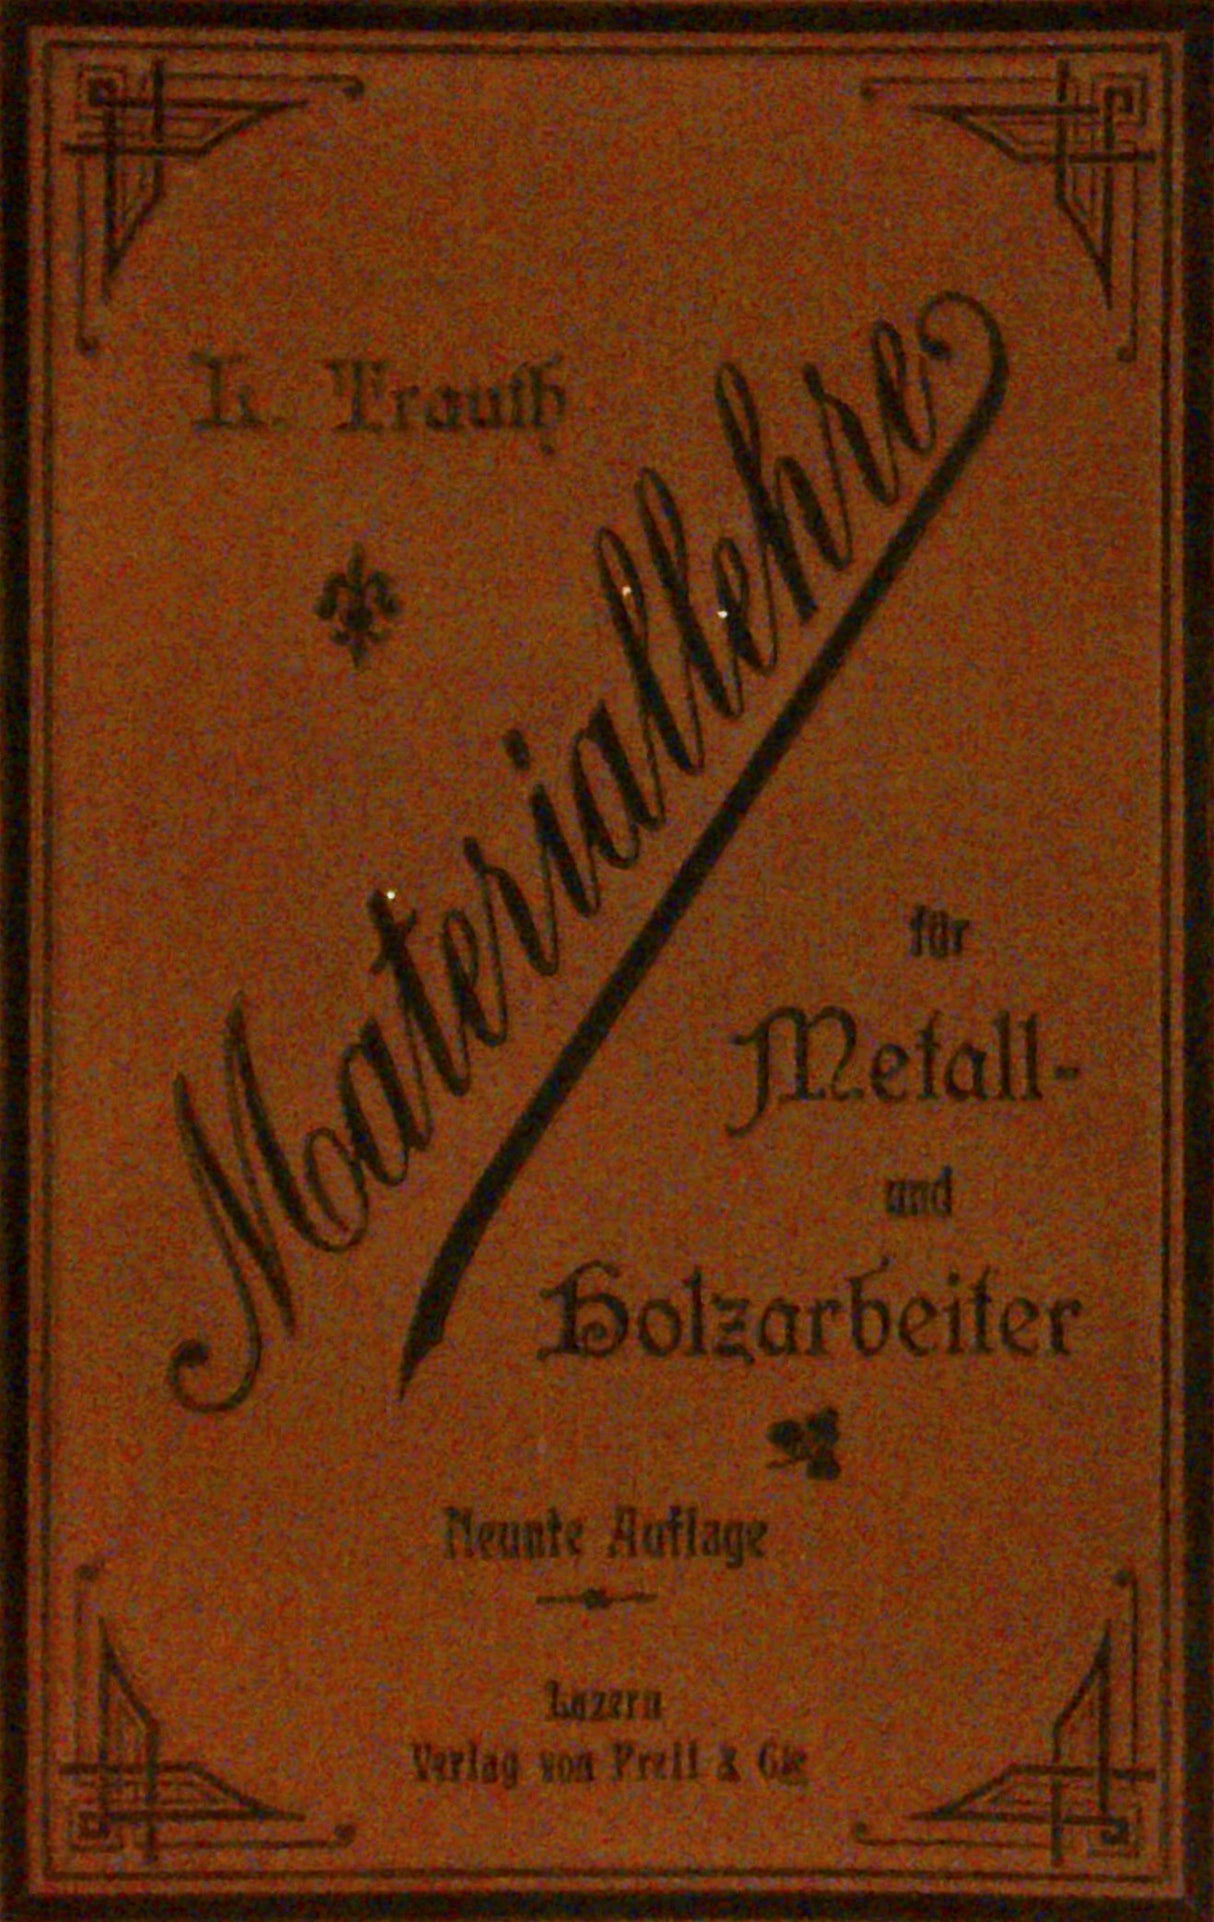 L. Trauth
Materiallehre
für
Metall-
und
Holzarbeiter
Neunte Auflage
Luzern
Verlag von Prell & Cie